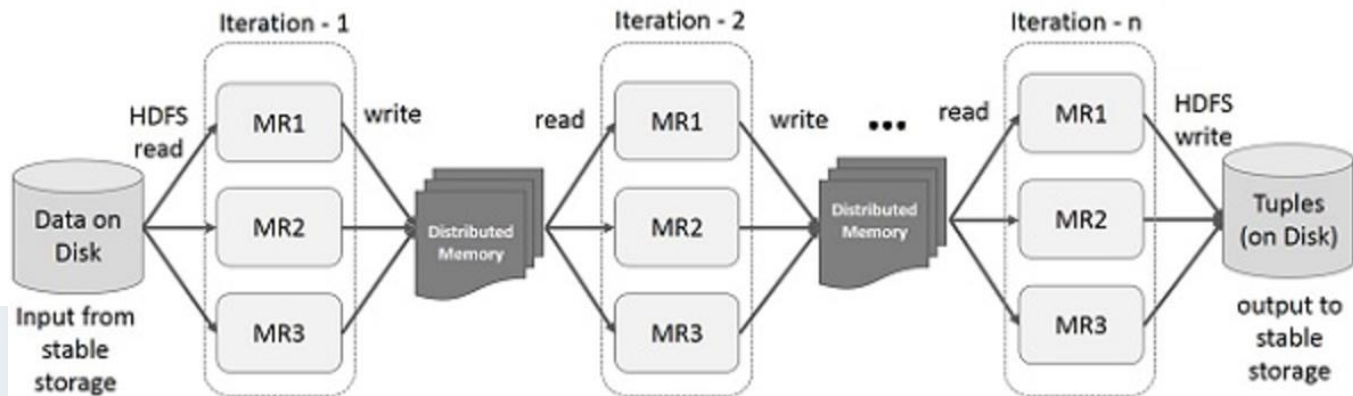 Iteration - 1
Iteration - 2
Iteration - n
HDFS
read
MR1
MR2
MR3
write
Data on
Disk
Input from
stable
storage
Distributed
Memory
read
MR1
MR2
MR3
write
...
Distributed
Memory
read
MR1
MR2
MR3
HDFS
write
Tuples
(on Disk)
output to
stable
storage